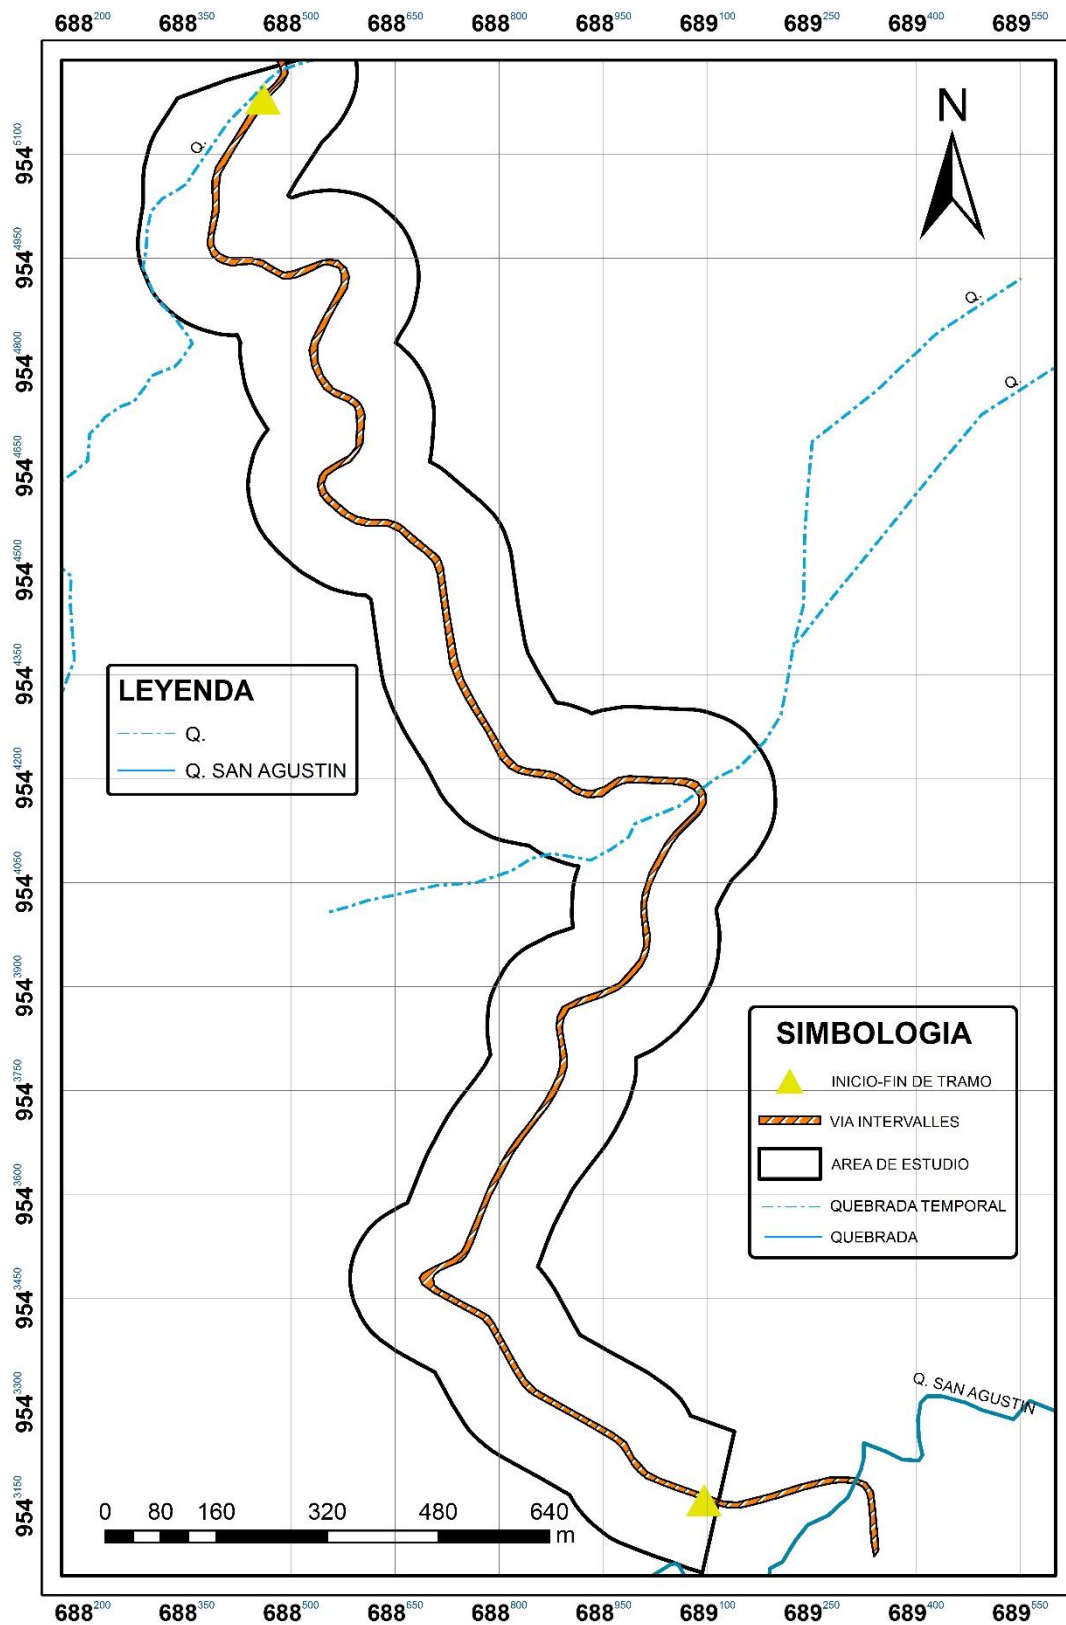 688200 688350 688500 688650 688800 688950 689100 689250 689400 689550
N
9545100
9544950
9544800
9544650
9544500
9544350
9544200
9544050
9543900
9543750
9543600
9543450
9543300
9543150
Q.
Q.
Q.
LEYENDA
Q.
Q. SAN AGUSTIN
SIMBOLOGIA
INICIO-FIN DE TRAMO
VIA INTERVALLES
AREA DE ESTUDIO
QUEBRADA TEMPORAL
QUEBRADA
Q. SAN AGUSTIN
0 80 160 320 480 640
m
688200 688350 688500 688650 688800 688950 689100 689250 689400 689550